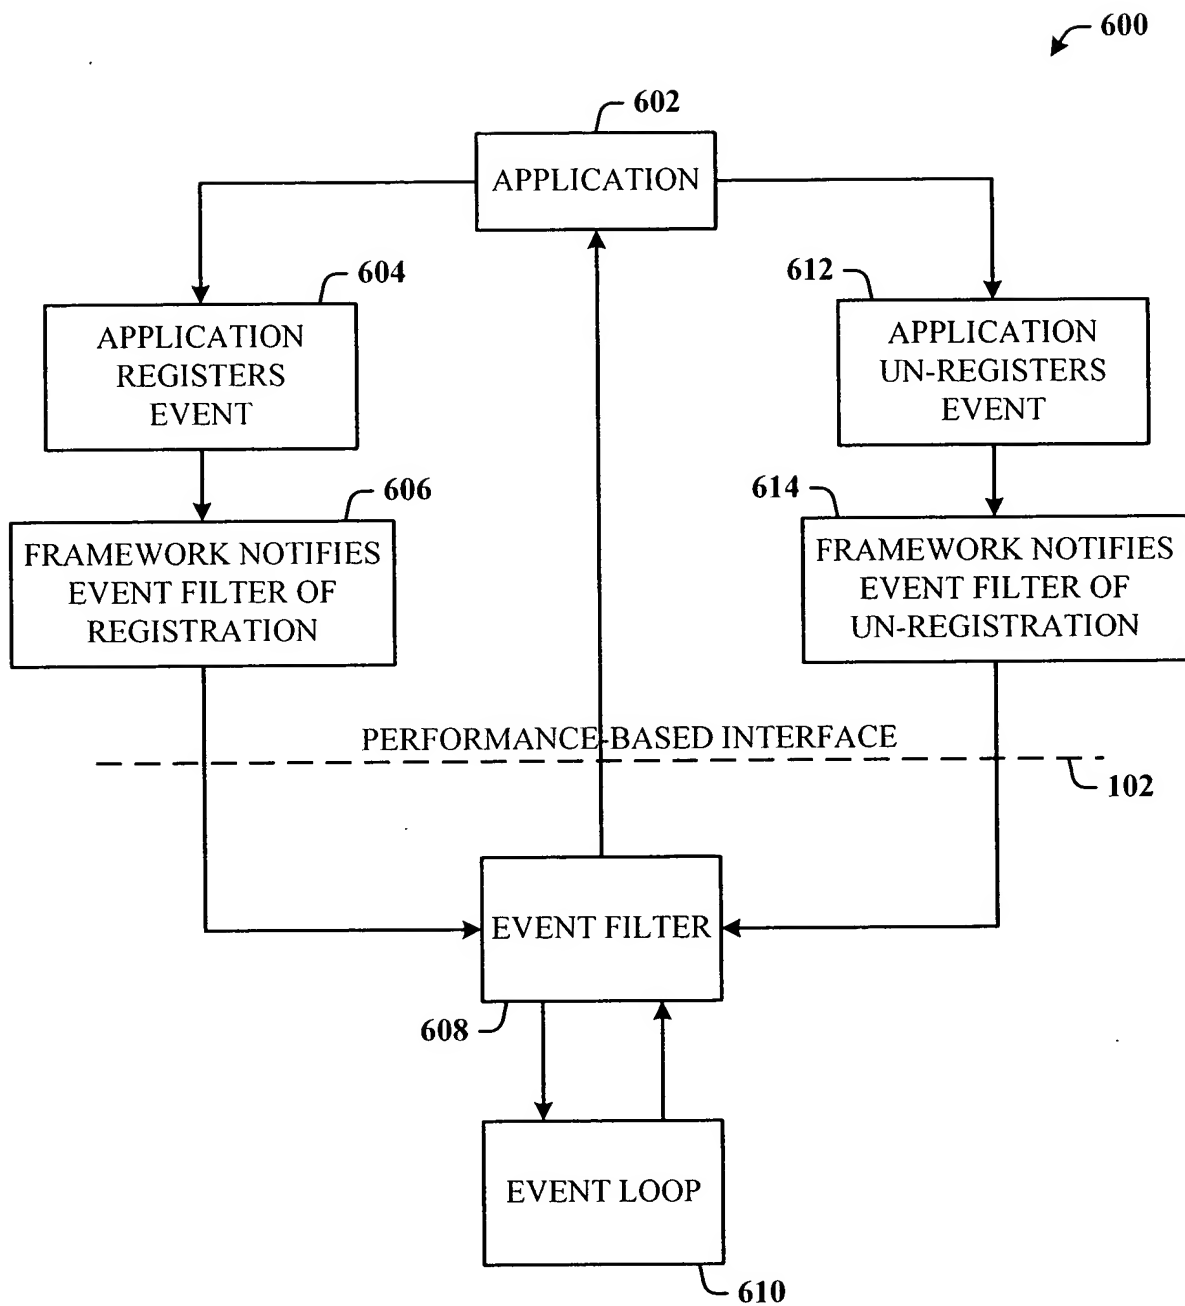 600
602
APPLICATION
604
APPLICATION
REGISTERS
EVENT
612
APPLICATION
UN-REGISTERS
EVENT
606
FRAMEWORK NOTIFIES
EVENT FILTER OF
REGISTRATION
614
FRAMEWORK NOTIFIES
EVENT FILTER OF
UN-REGISTRATION
PERFORMANCE-BASED INTERFACE
102
EVENT FILTER
608
EVENT LOOP
610